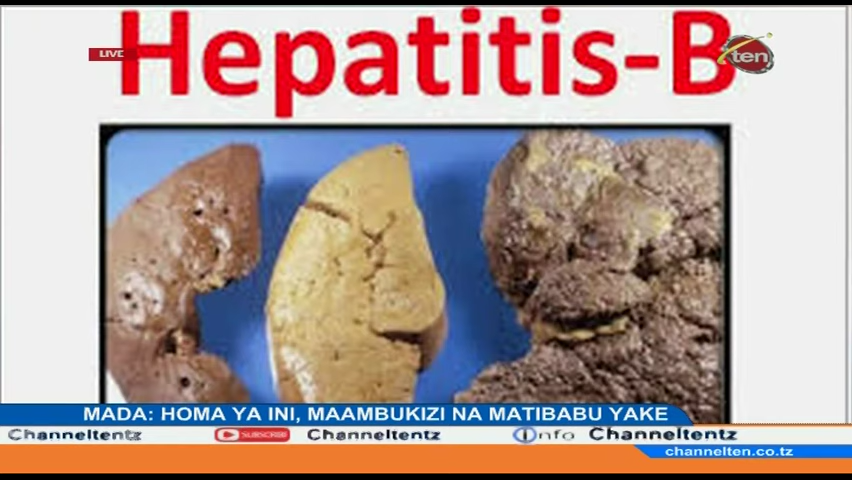 Hepatitis-B
LIVE
ten
MADA: HOMA YA INI, MAAMBUKIZI NA MATIBABU YAKE
Channeltentz SUBSCRIBE Channeltentz info Channeltentz
channelten.co.tz